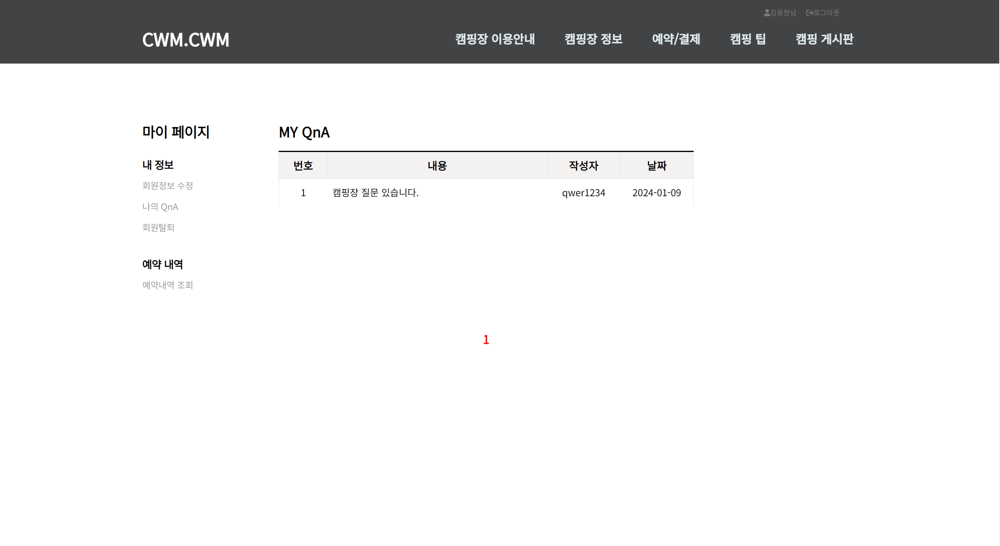 김동현님 로그아웃
CWM.CWM 캠핑장 이용안내 캠핑장 정보 예약/결제 캠핑 팁 캠핑 게시판
마이 페이지
내 정보
회원정보 수정
나의 QnA
회원탈퇴
예약 내역
예약내역 조회
MY QnA
번호 내용 작성자 날짜
1 캠핑장 질문 있습니다. qwer1234 2024-01-09
1